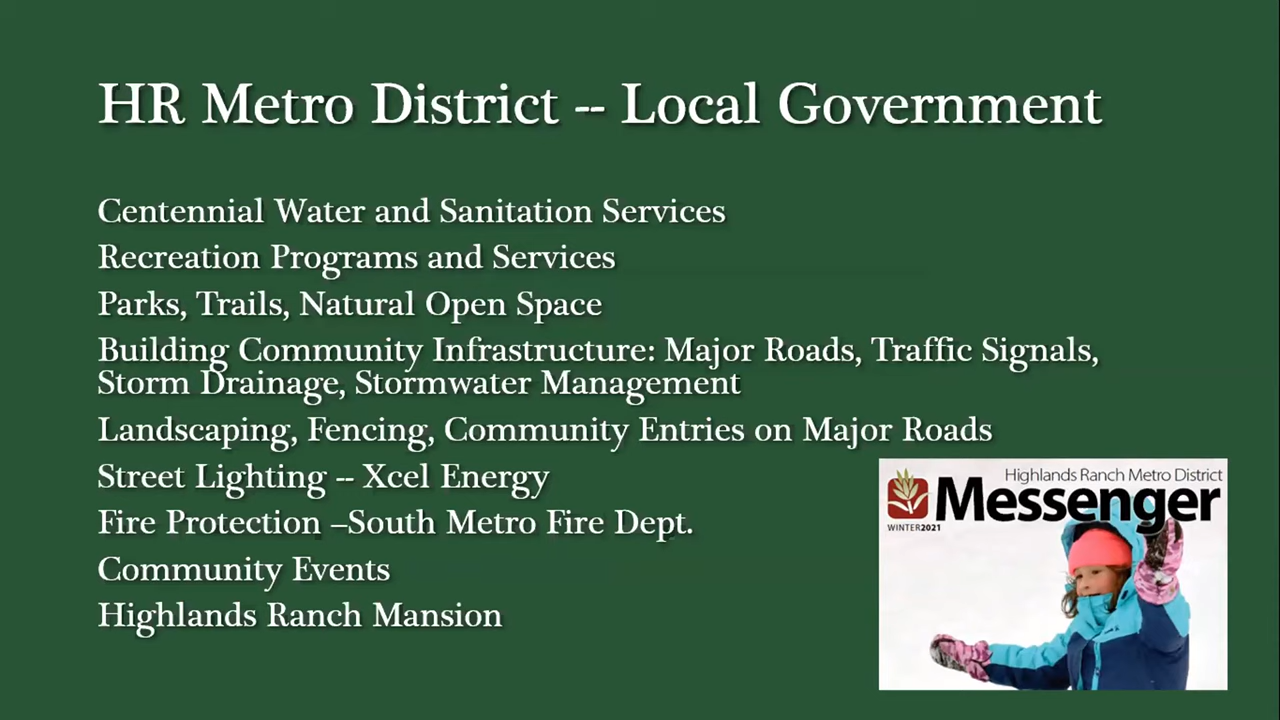 HR Metro District -- Local Government
Centennial Water and Sanitation Services
Recreation Programs and Services
Parks, Trails, Natural Open Space
Building Community Infrastructure: Major Roads, Traffic Signals,
Storm Drainage, Stormwater Management
Landscaping, Fencing, Community Entries on Major Roads
Street Lighting -- Xcel Energy
Fire Protection –South Metro Fire Dept.
Community Events
Highlands Ranch Mansion
Highlands Ranch Metro District
Messenger
WINTER2021